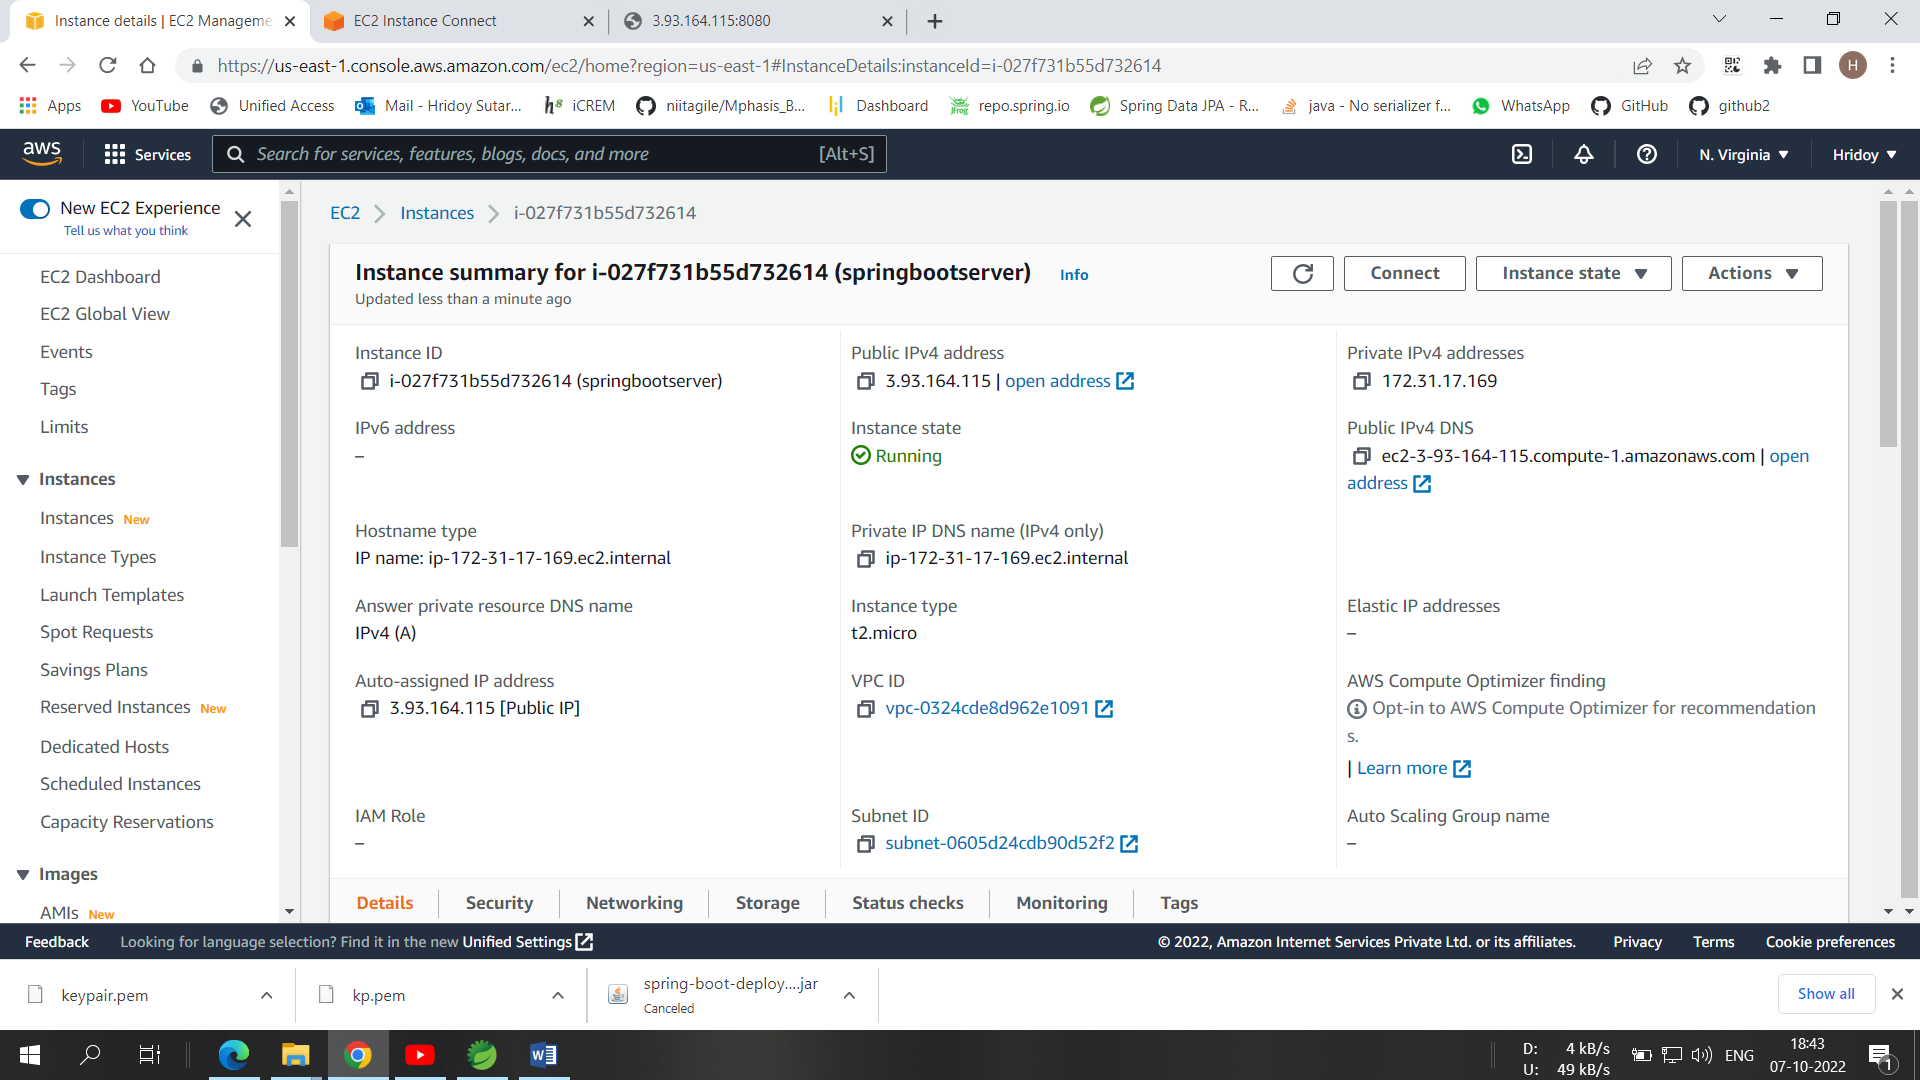 Instance details | EC2 Manageme
EC2 Instance Connect
3.93.164.115:8080
https://us-east-1.console.aws.amazon.com/ec2/home?region=us-east-1#InstanceDetails:instanceId=i-027f731b55d732614
H
Apps
YouTube
Unified Access
Mail - Hridoy Sutar...
iCREM
niitagile/Mphasis_B...
Dashboard
repo.spring.io
Spring Data JPA - R...
java - No serializer f...
WhatsApp
GitHub
github2
aws
Services
Search for services, features, blogs, docs, and more
[Alt+S]
N. Virginia
Hridoy
New EC2 Experience
Tell us what you think
EC2 Dashboard
EC2 Global View
Events
Tags
Limits
Instances
Instances New
Instance Types
Launch Templates
Spot Requests
Savings Plans
Reserved Instances New
Dedicated Hosts
Scheduled Instances
Capacity Reservations
Images
AMIs New
EC2
Instances
i-027f731b55d732614
Instance summary for i-027f731b55d732614 (springbootserver)
Info
Updated less than a minute ago
Connect
Instance state
Actions
Instance ID
i-027f731b55d732614 (springbootserver)
Public IPv4 address
3.93.164.115 | open address
Private IPv4 addresses
172.31.17.169
IPv6 address
–
Instance state
Running
Public IPv4 DNS
ec2-3-93-164-115.compute-1.amazonaws.com | open
address
Hostname type
IP name: ip-172-31-17-169.ec2.internal
Private IP DNS name (IPv4 only)
ip-172-31-17-169.ec2.internal
Answer private resource DNS name
IPv4 (A)
Instance type
t2.micro
Elastic IP addresses
–
Auto-assigned IP address
3.93.164.115 [Public IP]
VPC ID
vpc-0324cde8d962e1091
AWS Compute Optimizer finding
Opt-in to AWS Compute Optimizer for recommendation
s.
| Learn more
IAM Role
–
Subnet ID
subnet-0605d24cdb90d52f2
Auto Scaling Group name
–
Details
Security
Networking
Storage
Status checks
Monitoring
Tags
Feedback
Looking for language selection? Find it in the new Unified Settings
© 2022, Amazon Internet Services Private Ltd. or its affiliates.
Privacy
Terms
Cookie preferences
keypair.pem
kp.pem
spring-boot-deploy....jar
Canceled
Show all
D: 4 kB/s
U: 49 kB/s
ENG
18:43
07-10-2022
1